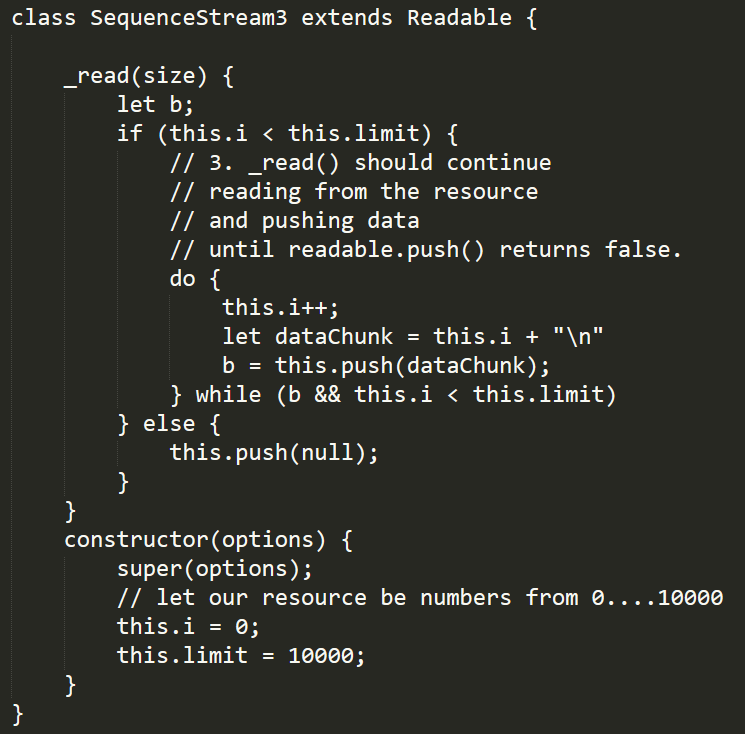 class SequenceStream3 extends Readable {

    _read(size) {
        let b;
        if (this.i < this.limit) {
            // 3. _read() should continue
            // reading from the resource
            // and pushing data
            // until readable.push() returns false.
            do {
                this.i++;
                let dataChunk = this.i + "\n"
                b = this.push(dataChunk);
            } while (b && this.i < this.limit)
        } else {
            this.push(null);
        }
    }
    constructor(options) {
        super(options);
        // let our resource be numbers from 0....10000
        this.i = 0;
        this.limit = 10000;
    }
}